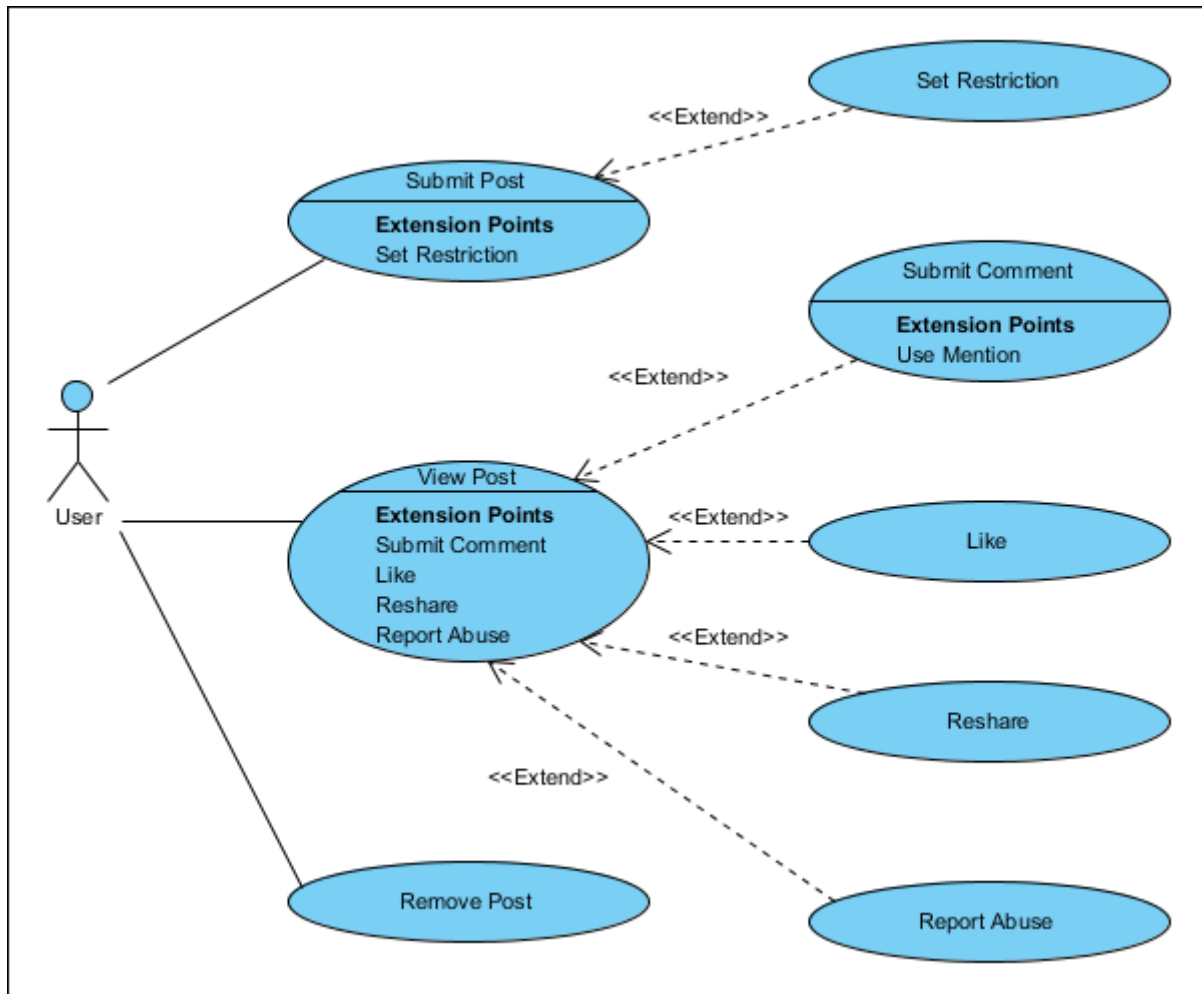 Set Restriction
<<Extend>>
Submit Post
Extension Points
Set Restriction
Submit Comment
Extension Points
Use Mention
<<Extend>>
User
View Post
Extension Points
Submit Comment
Like
Reshare
Report Abuse
<<Extend>>
Like
<<Extend>>
Reshare
<<Extend>>
Remove Post
Report Abuse